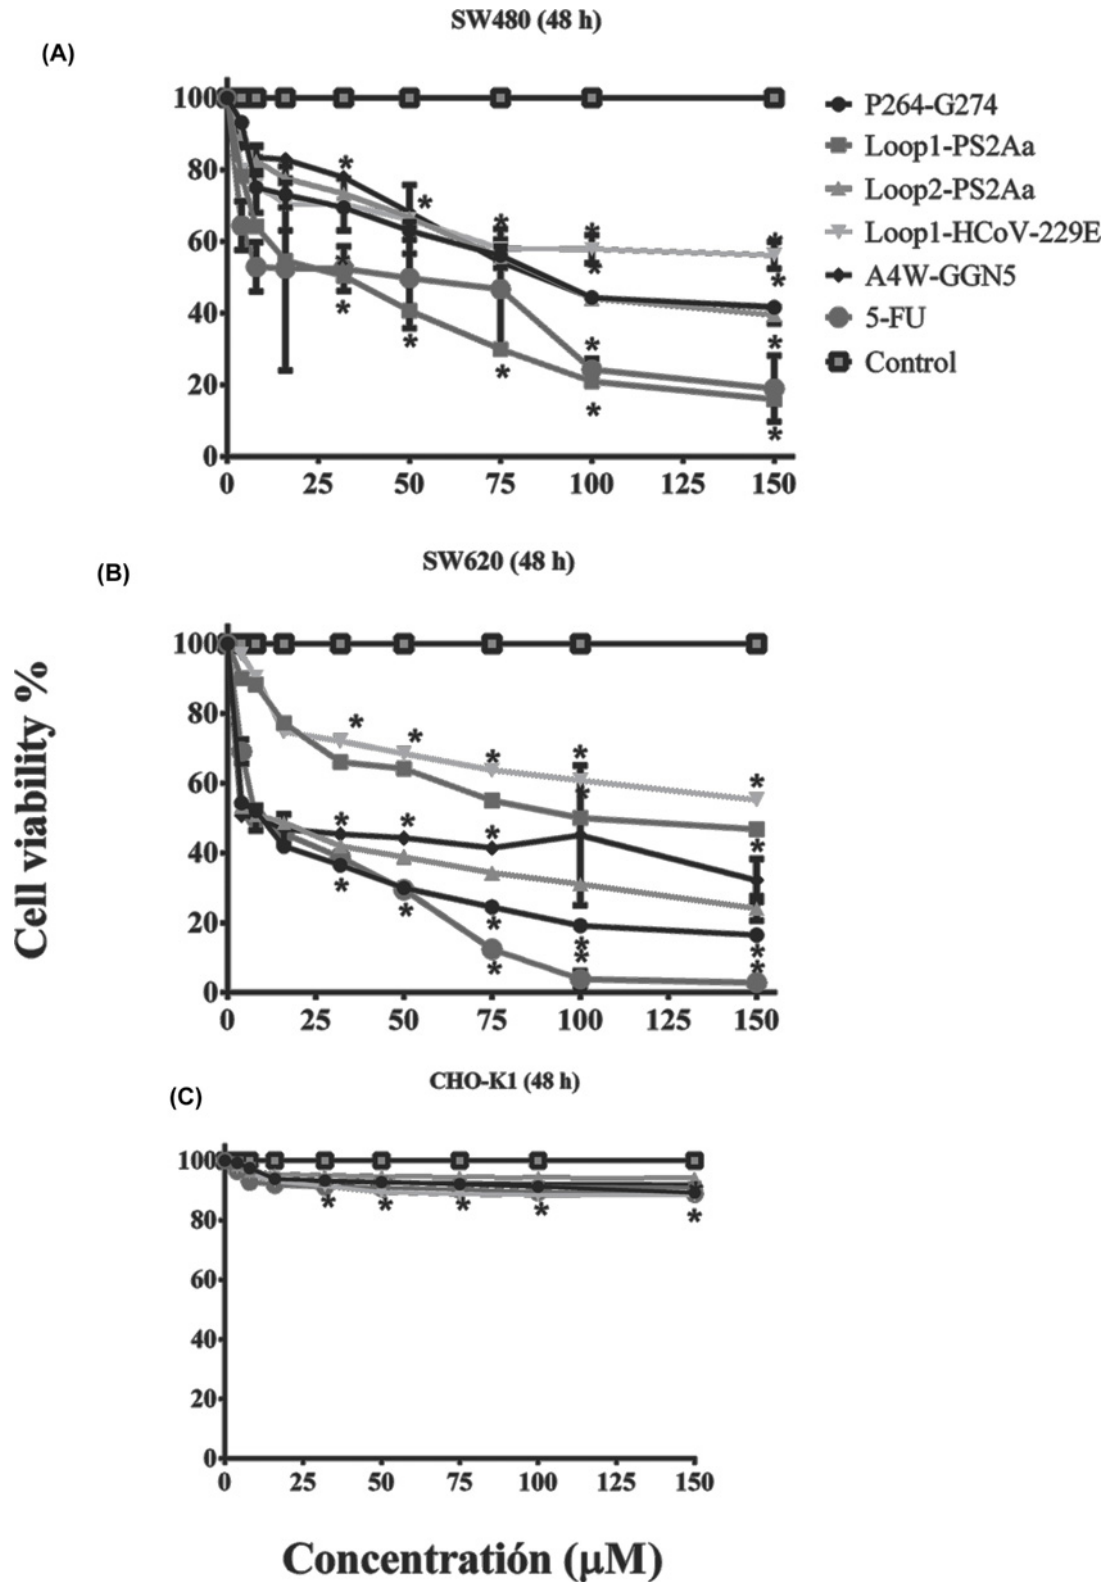 SW480 (48 h)
(A)
100
80
60
40
20
0
0 25 50 75 100 125 150
P264-G274
Loop1-PS2Aa
Loop2-PS2Aa
Loop1-HCoV-229E
A4W-GGN5
5-FU
Control
SW620 (48 h)
(B)
100
80
60
40
20
0
0 25 50 75 100 125 150
Cell viability %
CHO-K1 (48 h)
(C)
100
80
60
40
20
0
0 25 50 75 100 125 150
Concentratión (μM)